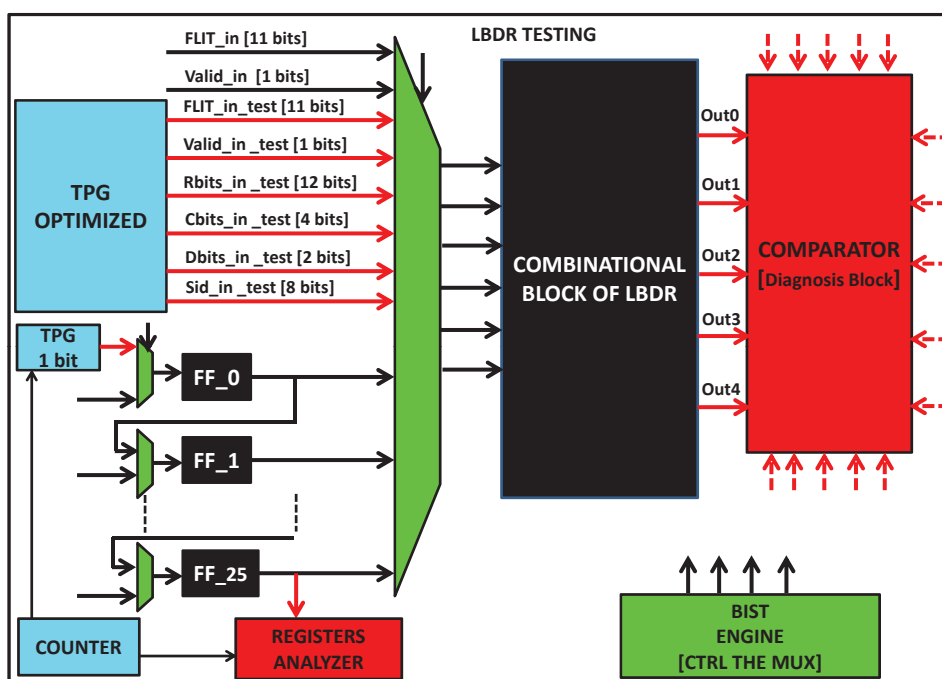 LBDR TESTING
FLIT_in [11 bits]
Valid_in [1 bits]
FLIT_in_test [11 bits]
Valid_in _test [1 bits]
Rbits_in _test [12 bits]
Cbits_in _test [4 bits]
Dbits_in _test [2 bits]
Sid_in _test [8 bits]
TPG
OPTIMIZED
TPG
1 bit
FF_0
FF_1
FF_25
COUNTER
REGISTERS
ANALYZER
COMBINATIONAL
BLOCK OF LBDR
Out0
Out1
Out2
Out3
Out4
COMPARATOR
[Diagnosis Block]
BIST
ENGINE
[CTRL THE MUX]